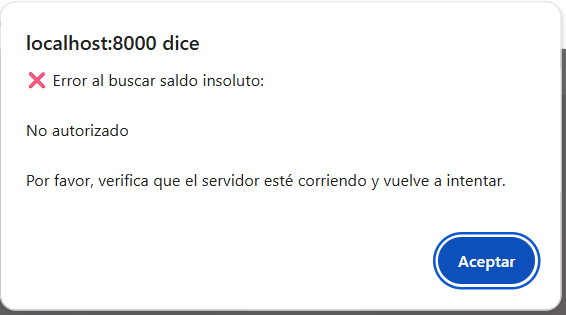 localhost:8000 dice
❌ Error al buscar saldo insoluto:
No autorizado
Por favor, verifica que el servidor esté corriendo y vuelve a intentar.
Aceptar